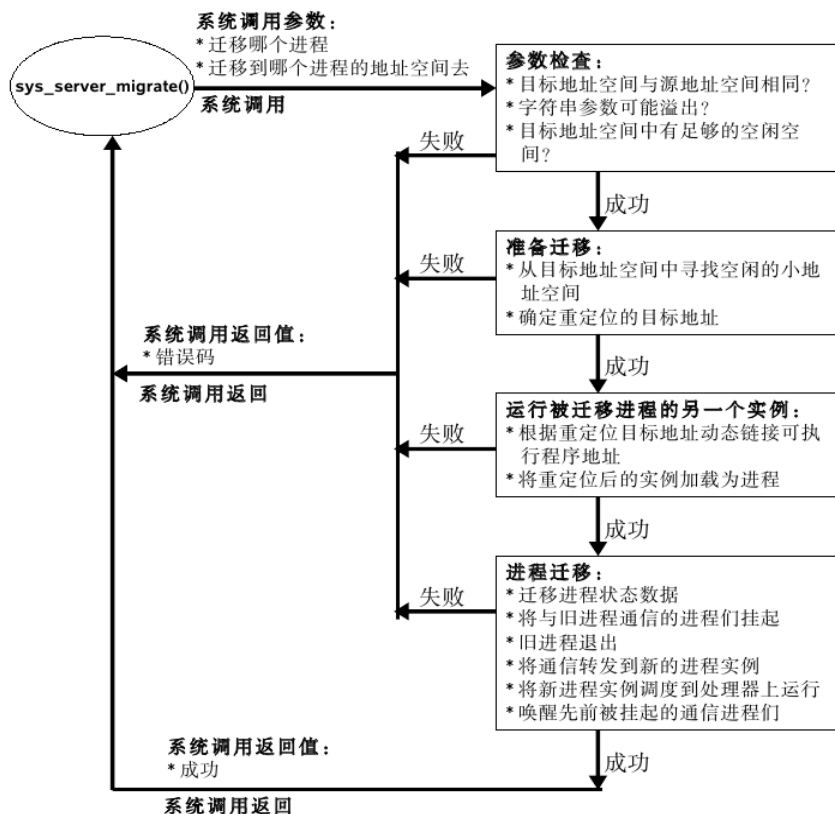 系统调用参数：
* 迁移哪个进程
* 迁移到哪个进程的地址空间去
sys_server_migrate()
系统调用
参数检查：
* 目标地址空间与源地址空间相同？
* 字符串参数可能溢出？
* 目标地址空间中有足够的空闲空
间？
失败
成功
准备迁移：
* 从目标地址空间中寻找空闲的小地
址空间
* 确定重定位的目标地址
失败
成功
系统调用返回值：
* 错误码
系统调用返回
运行被迁移进程的另一个实例：
* 根据重定位目标地址动态链接可执
行程序地址
* 将重定位后的实例加载为进程
失败
成功
进程迁移：
* 迁移进程状态数据
* 将与旧进程通信的进程们挂起
* 旧进程退出
* 将通信转发到新的进程实例
* 将新进程实例调度到处理器上运行
* 唤醒先前被挂起的通信进程们
失败
成功
系统调用返回值：
* 成功
系统调用返回